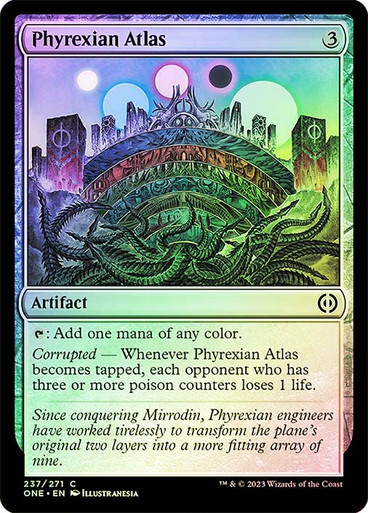 Phyrexian Atlas 3
Artifact
: Add one mana of any color.
Corrupted — Whenever Phyrexian Atlas
becomes tapped, each opponent who has
three or more poison counters loses 1 life.
Since conquering Mirrodin, Phyrexian engineers
have worked tirelessly to transform the plane's
original two layers into a more fitting array of
nine.
237/271 C
ONE • EN Illustranesia
™ & © 2023 Wizards of the Coast